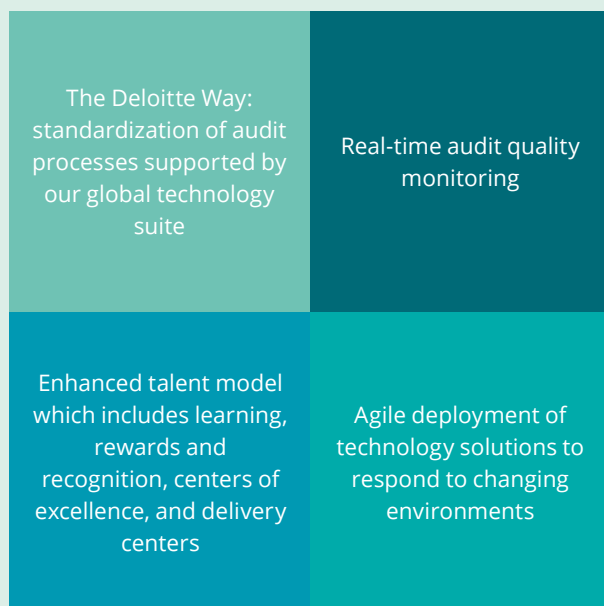 The Deloitte Way:
standardization of audit
processes supported by
our global technology
suite
Real-time audit quality
monitoring
Enhanced talent model
which includes learning,
rewards and
recognition, centers of
excellence, and delivery
centers
Agile deployment of
technology solutions to
respond to changing
environments